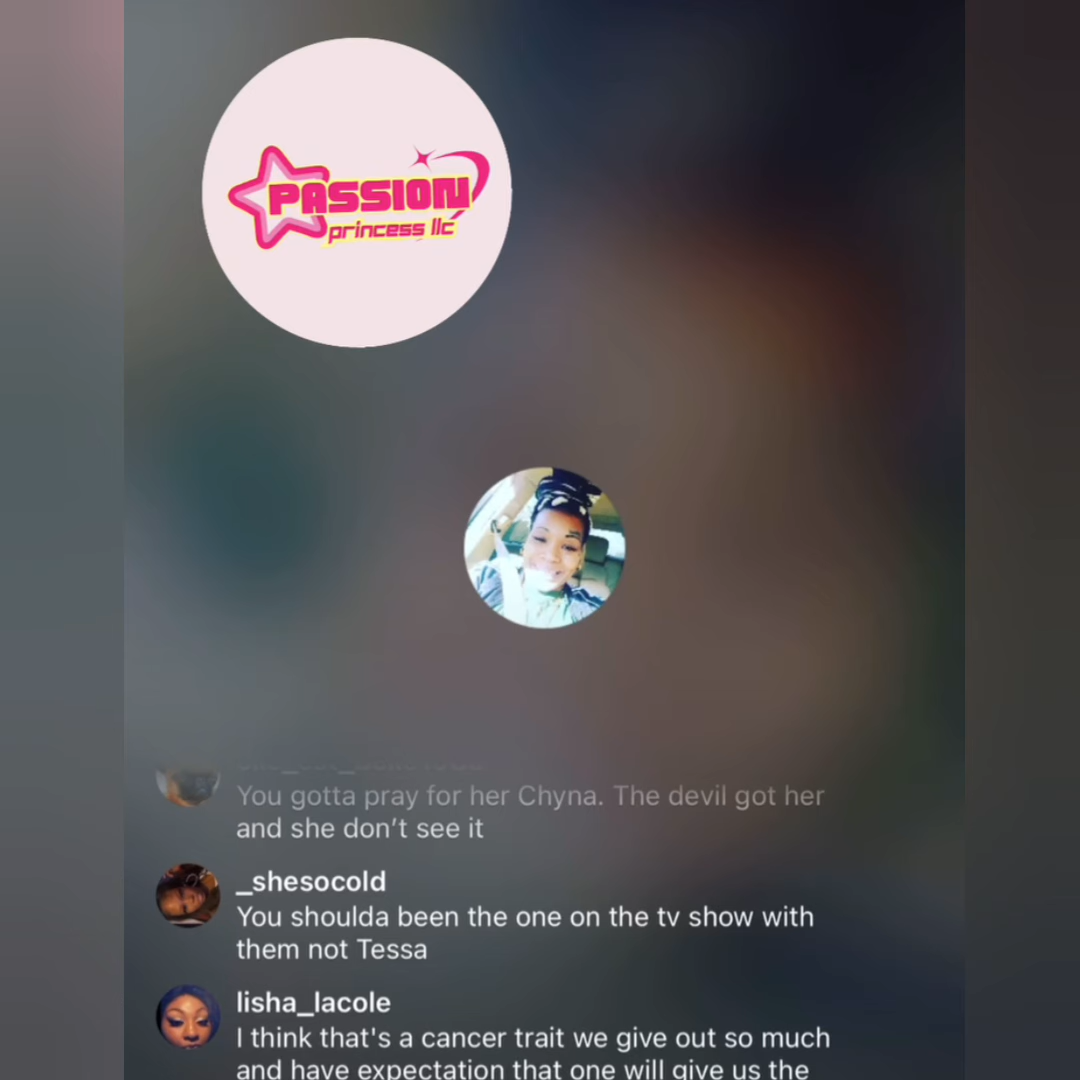 PASSION
princess llc
You gotta pray for her Chyna. The devil got her
and she don't see it
_shesocold
You shoulda been the one on the tv show with
them not Tessa
lisha_lacole
I think that's a cancer trait we give out so much
and have expectation that one will give us the